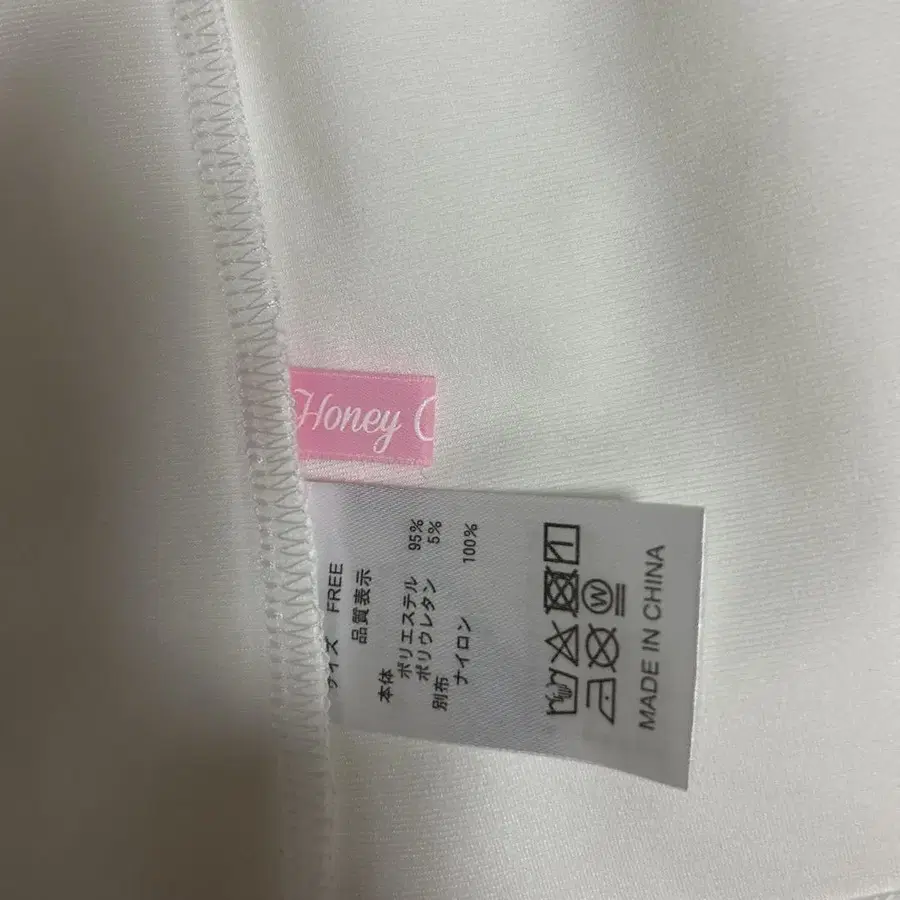 Honey
サイズ FREE
品質表示
本体
ポリエステル 95%
ポリウレタン 5%
別布
ナイロン 100%
W
MADE IN CHINA